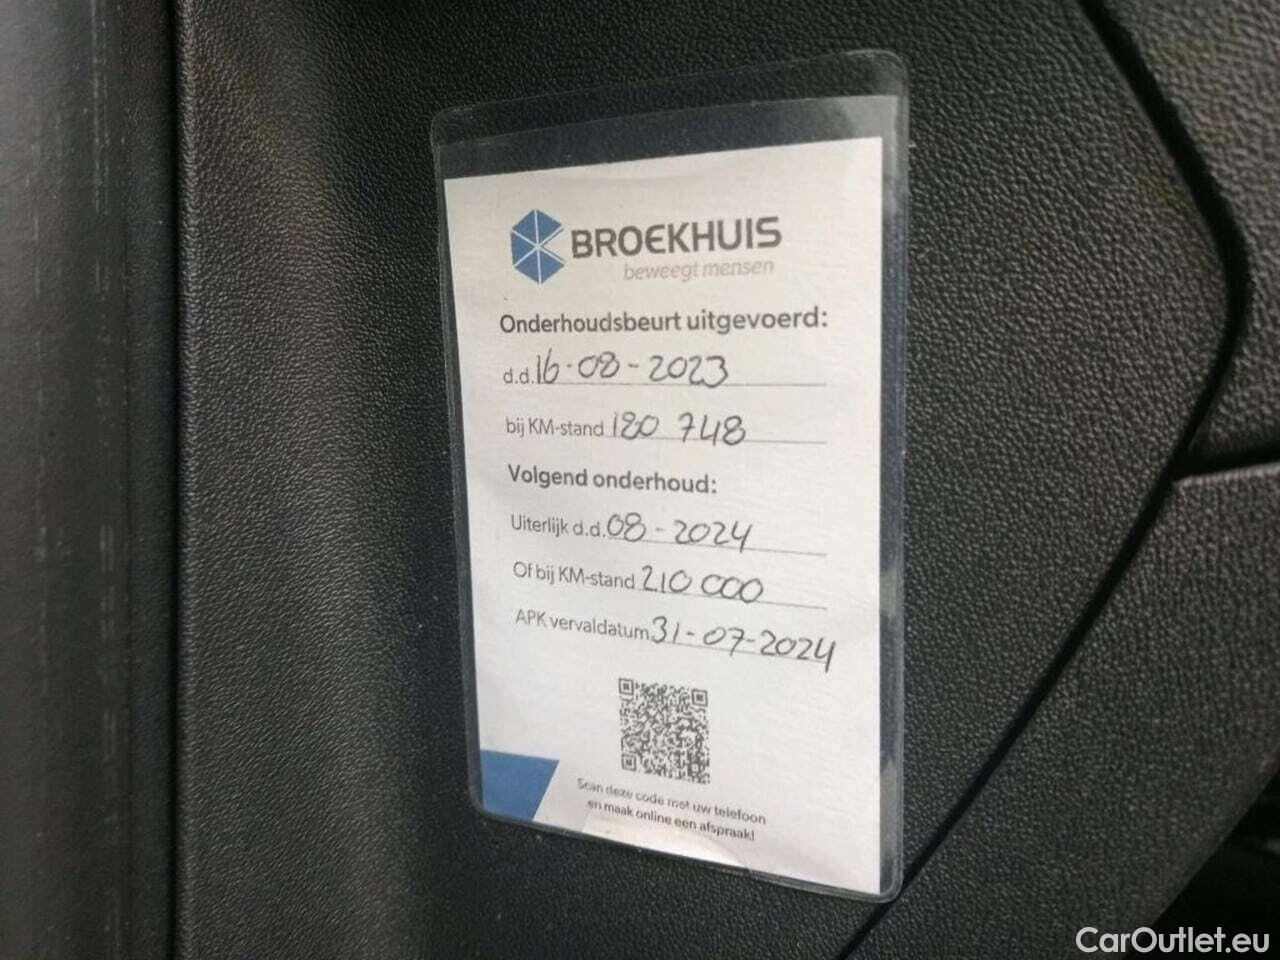 BROEKHUIS
beweegt mensen
Onderhoudsbeurt uitgevoerd:
d.d. 16-08-2023
bij KM-stand 180 748
Volgend onderhoud:
Uiterlijk d.d. 08-2024
Of bij KM-stand 210 000
APK vervaldatum 31-07-2024
Scan deze code met uw telefoon
en maak online een afspraak!
CarOutlet.eu